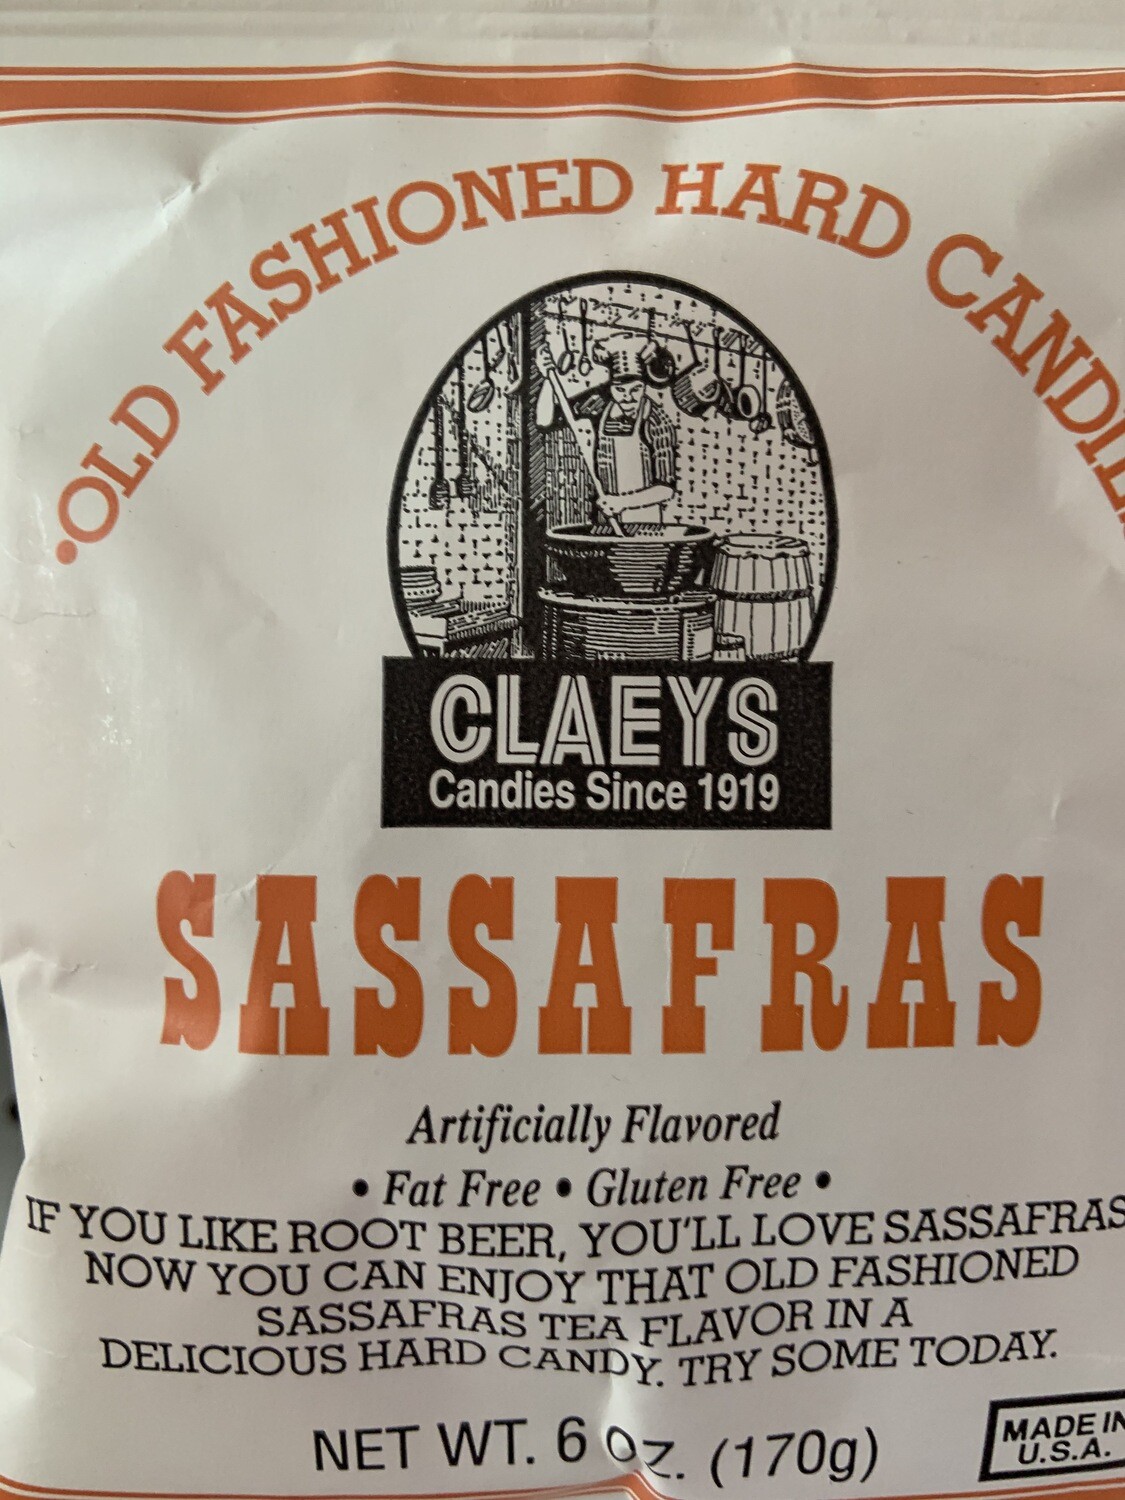 •OLD FASHIONED HARD CANDIE
CLAEYS
Candies Since 1919
SASSAFRAS
Artificially Flavored
• Fat Free • Gluten Free •
IF YOU LIKE ROOT BEER, YOU'LL LOVE SASSAFRAS
NOW YOU CAN ENJOY THAT OLD FASHIONED
SASSAFRAS TEA FLAVOR IN A
DELICIOUS HARD CANDY. TRY SOME TODAY.
NET WT. 6 OZ. (170g)
MADE IN
U.S.A.